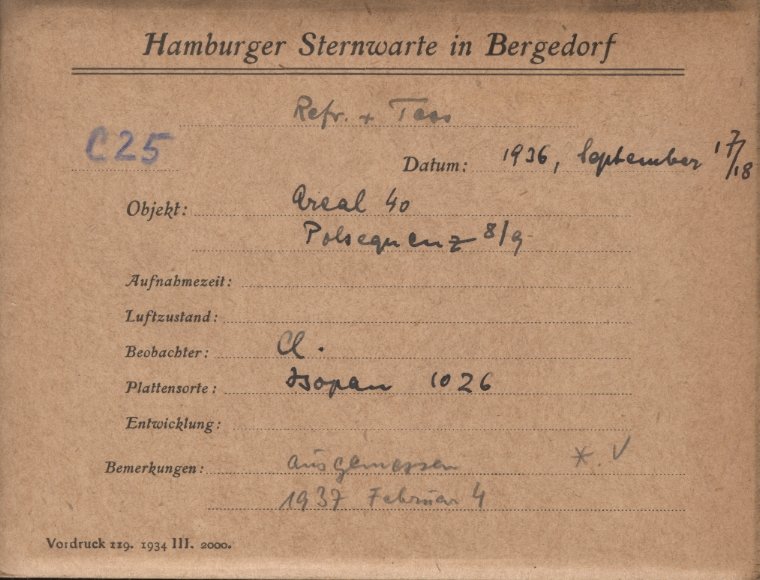 Hamburger Sternwarte in Bergedorf
Refr. + Tess
C25
Datum: 1936, September 17/18
Objekt: Areal 40
Polsequenz 8/9
Aufnahmezeit:
Luftzustand:
Beobachter: Cl.
Plattensorte: Isopan 1026
Entwicklung:
Bemerkungen: ausgemessen *. V
1937 Februar 4
Vordruck 119. 1934 III. 2000.